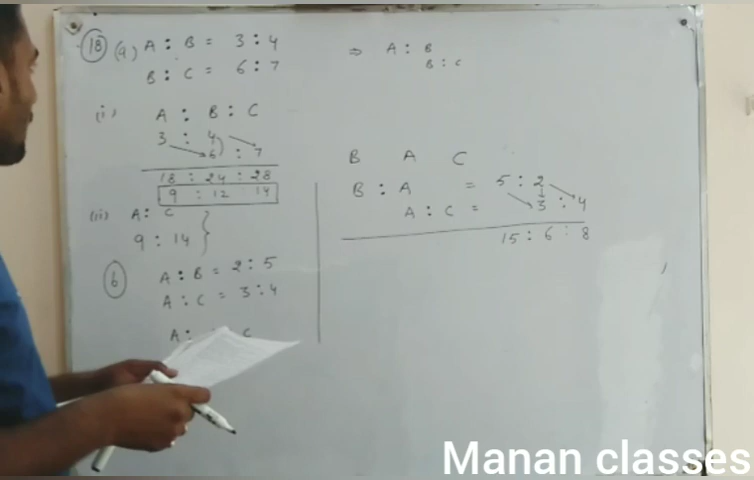 18 (a) A : B = 3 : 4
B : C = 6 : 7
(i) A : B : C
3 : 4
6 : 7
18 : 24 : 28
9 : 12 14
(ii) A : C
9 : 14 }
(b) A : B = 2 : 5
A : C = 3 : 4
A : C
⇒ A : B
B : C
B A C
B : A = 5 : 2
A : C = 3 : 4
15 : 6 : 8
Manan classes